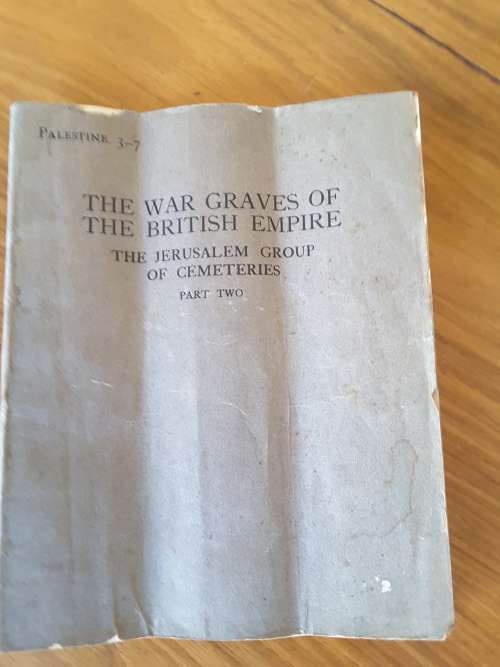 PALESTINE 3-7
THE WAR GRAVES OF
THE BRITISH EMPIRE
THE JERUSALEM GROUP
OF CEMETERIES
PART TWO